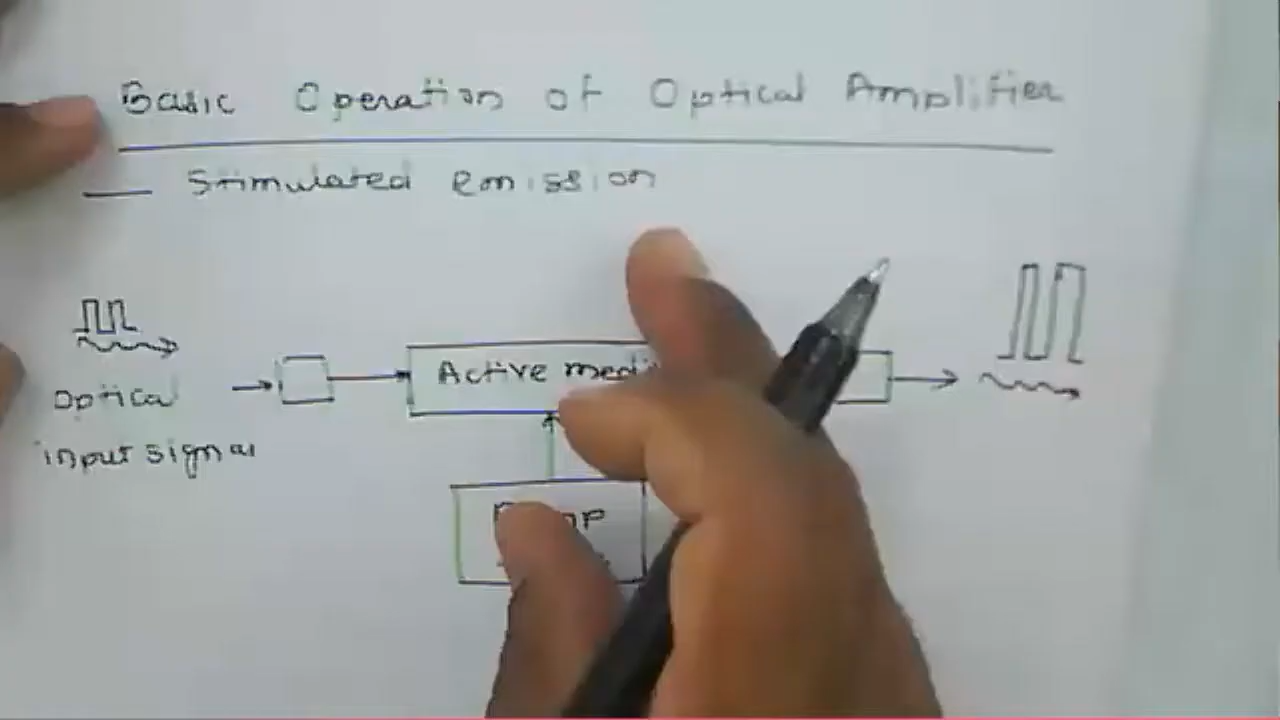 Basic Operation of Optical Amplifier
Stimulated emission
Active medi
Optical
input signal